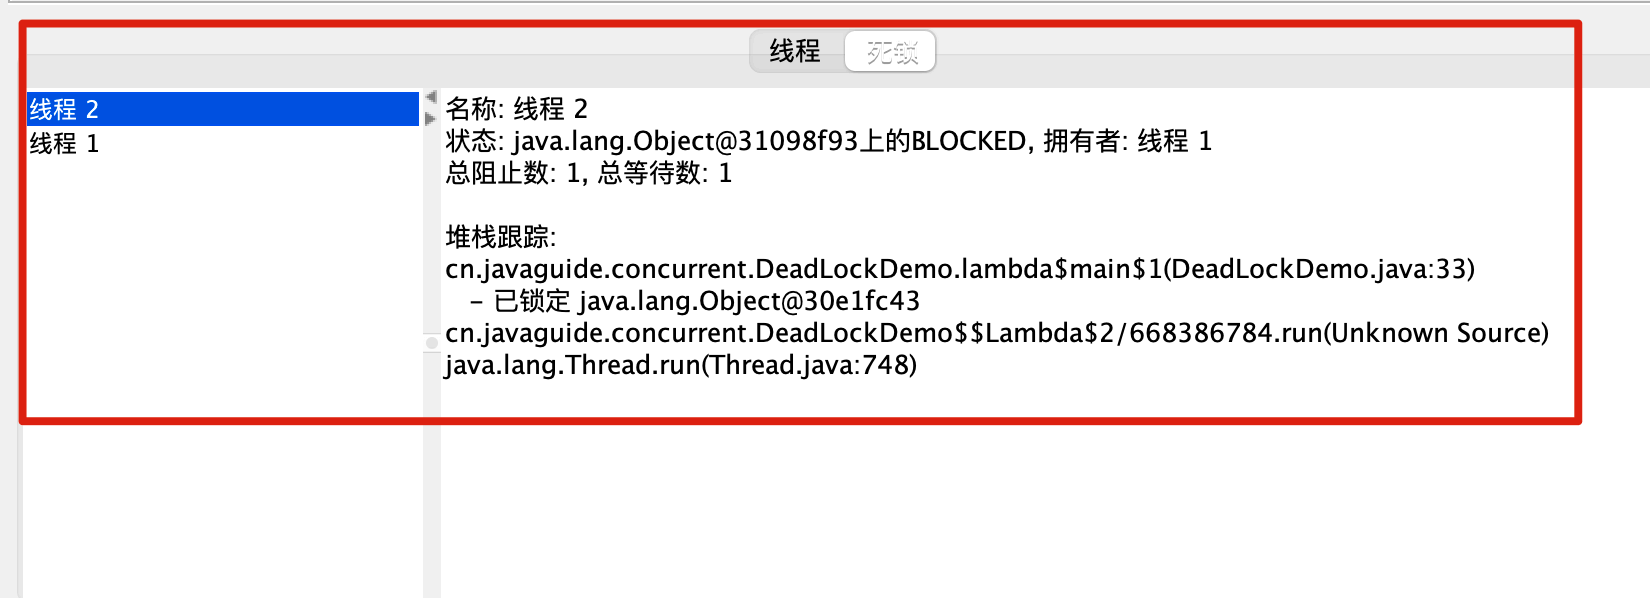 线程 死锁
线程 2
线程 1
名称: 线程 2
状态: java.lang.Object@31098f93上的BLOCKED, 拥有者: 线程 1
总阻止数: 1, 总等待数: 1
堆栈跟踪:
cn.javaguide.concurrent.DeadLockDemo.lambda$main$1(DeadLockDemo.java:33)
- 已锁定 java.lang.Object@30e1fc43
cn.javaguide.concurrent.DeadLockDemo$$Lambda$2/668386784.run(Unknown Source)
java.lang.Thread.run(Thread.java:748)